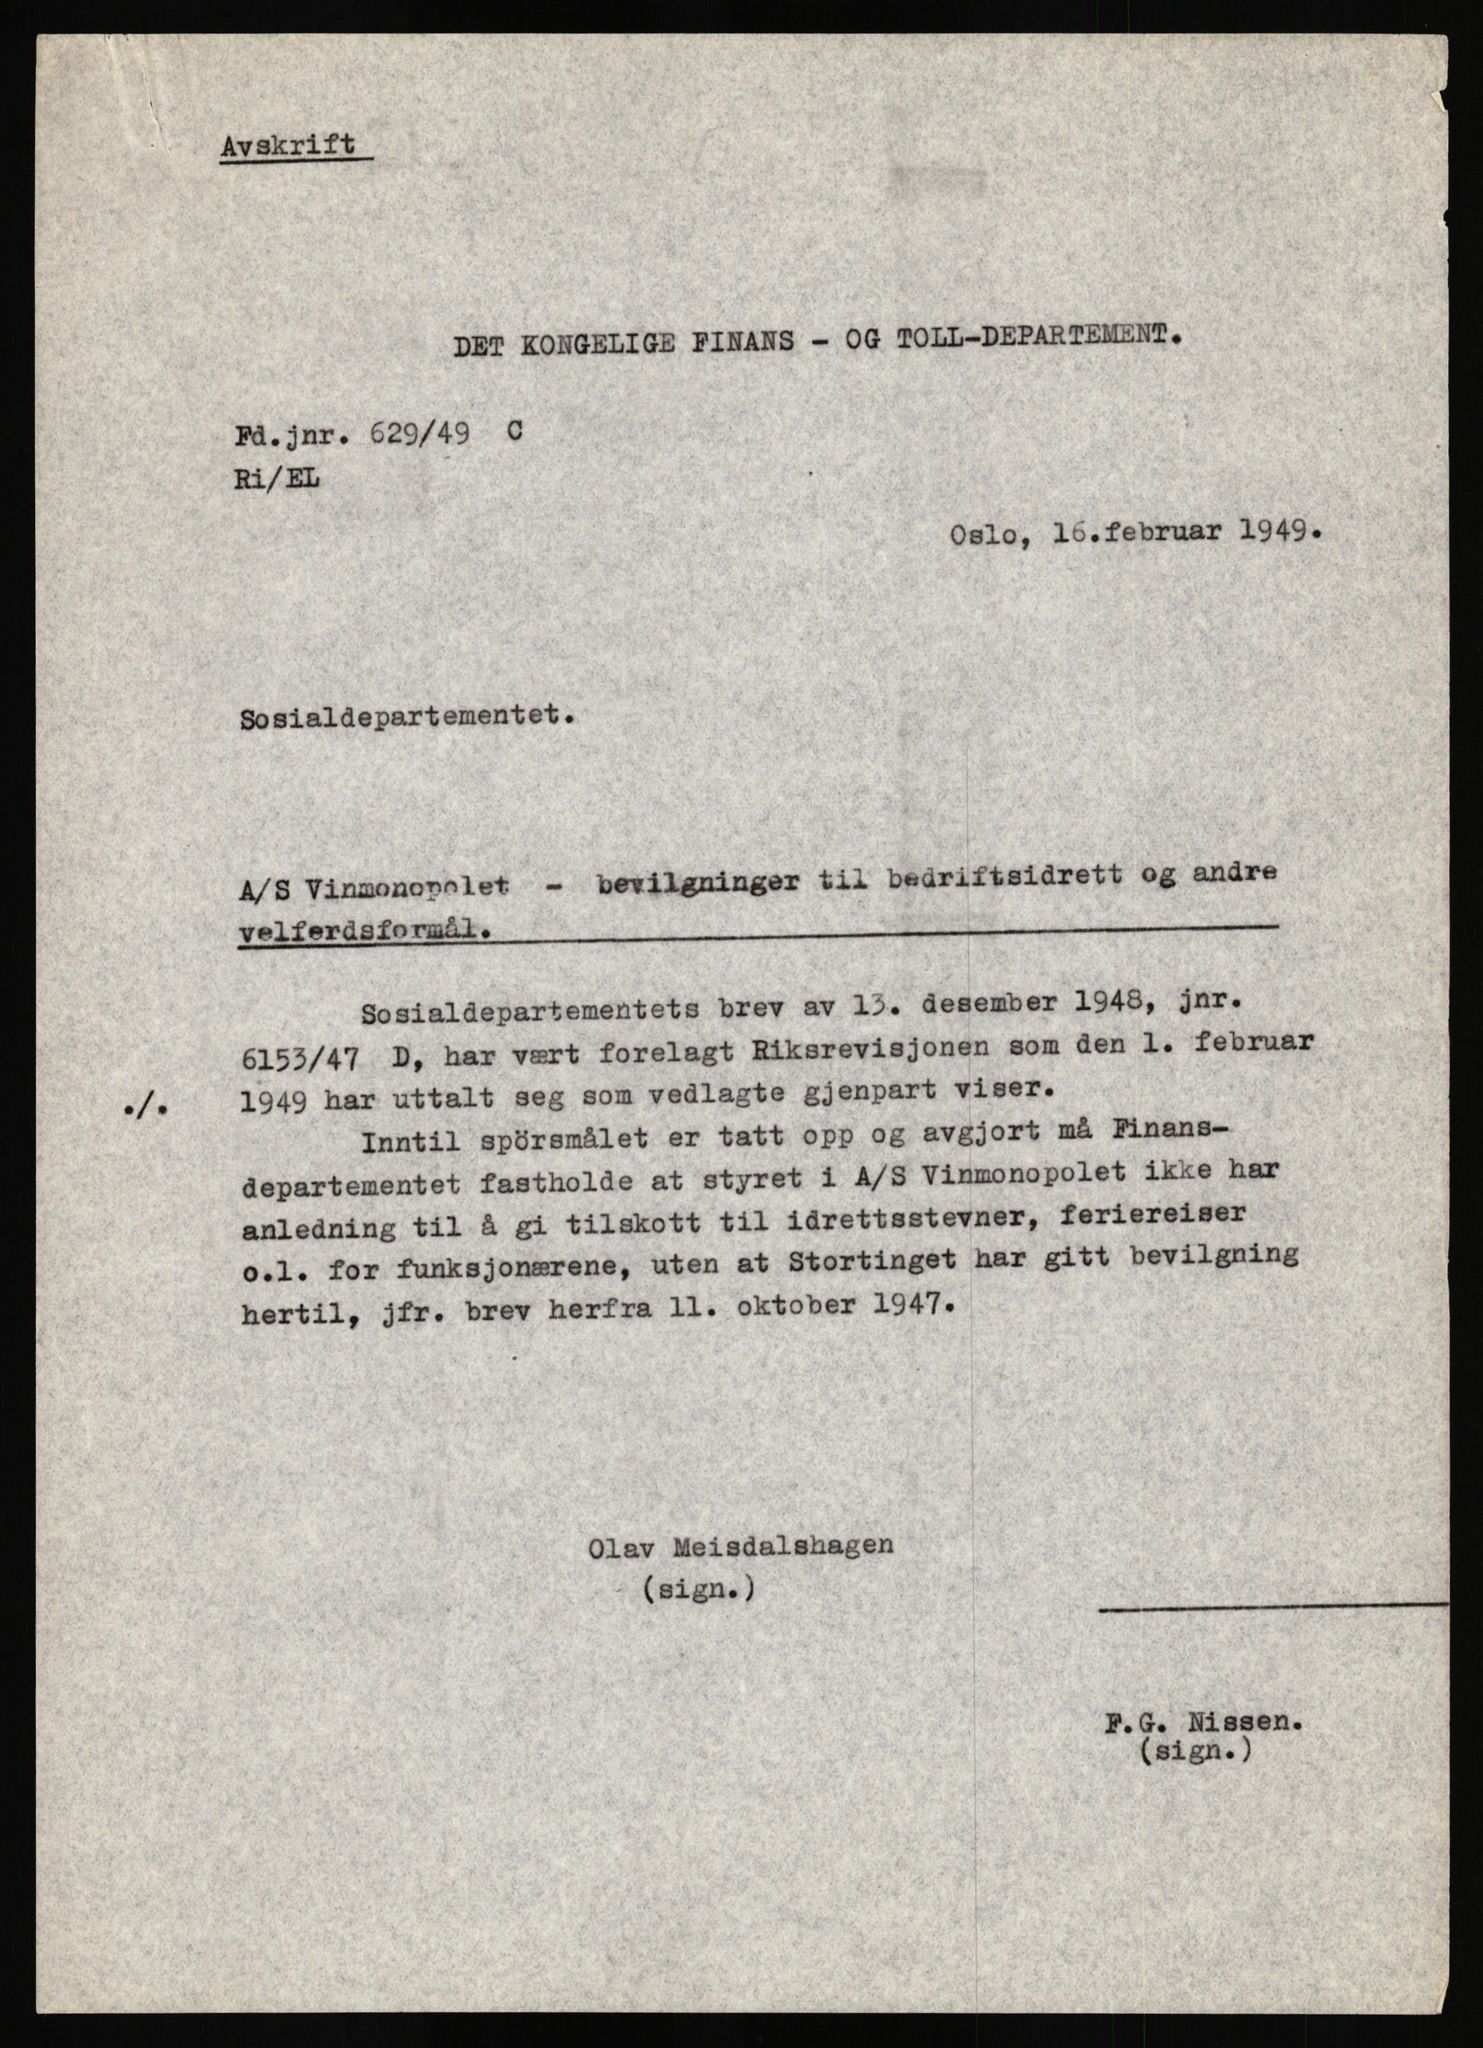 Avskrift
DET KONGELIGE FINANS - OG TOLL-DEPARTEMENT.
Fd.jnr. 629/49 C
Ri/EL
Oslo, 16.februar 1949.
Sosialdepartementet.
A/S Vinmonopolet - bevilgninger til bedriftsidrett og andre
velferdsformål.
Sosialdepartementets brev av 13. desember 1948, jnr.
6153/47 D, har vært forelagt Riksrevisjonen som den 1. februar
./. 1949 har uttalt seg som vedlagte gjenpart viser.
Inntil spörsmålet er tatt opp og avgjort må Finans-
departementet fastholde at styret i A/S Vinmonopolet ikke har
anledning til å gi tilskott til idrettsstevner, feriereiser
o.l. for funksjonærene, uten at Stortinget har gitt bevilgning
hertil, jfr. brev herfra 11. oktober 1947.
Olav Meisdalshagen
(sign.)
F.G. Nissen.
(sign.)